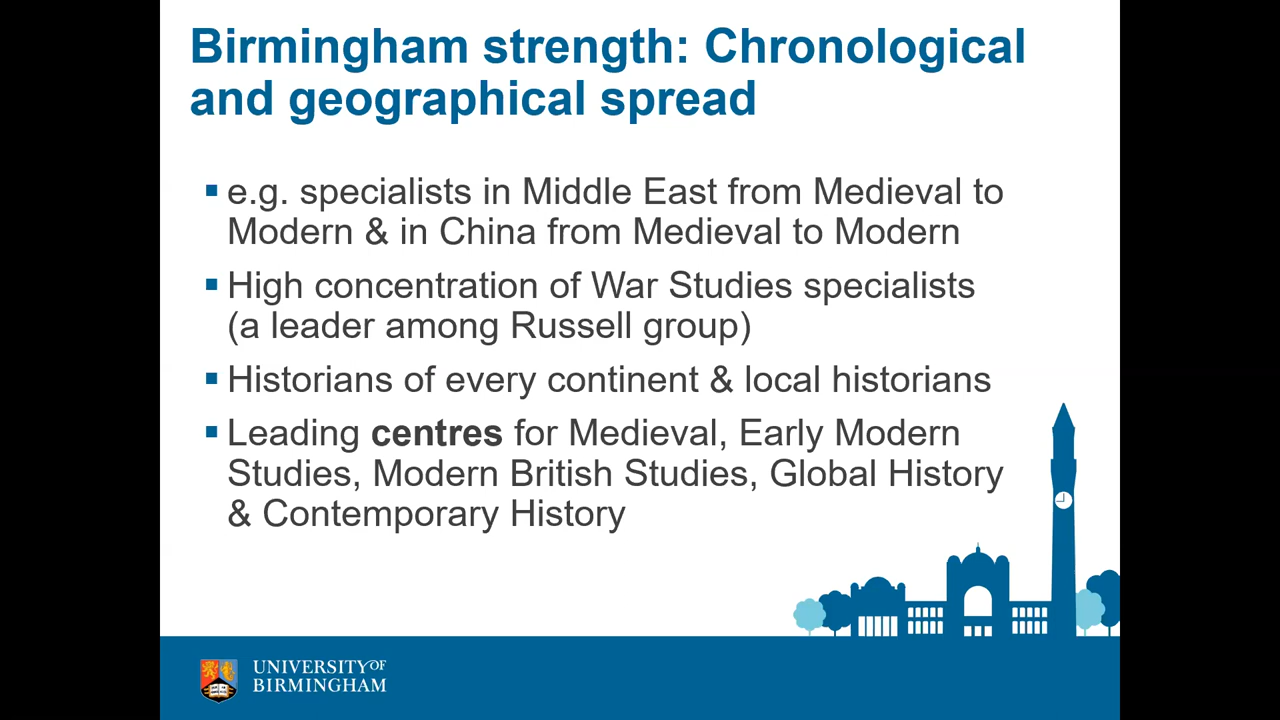 Birmingham strength: Chronological
and geographical spread
▪ e.g. specialists in Middle East from Medieval to
Modern & in China from Medieval to Modern
▪ High concentration of War Studies specialists
(a leader among Russell group)
▪ Historians of every continent & local historians
▪ Leading centres for Medieval, Early Modern
Studies, Modern British Studies, Global History
& Contemporary History
UNIVERSITY OF
BIRMINGHAM